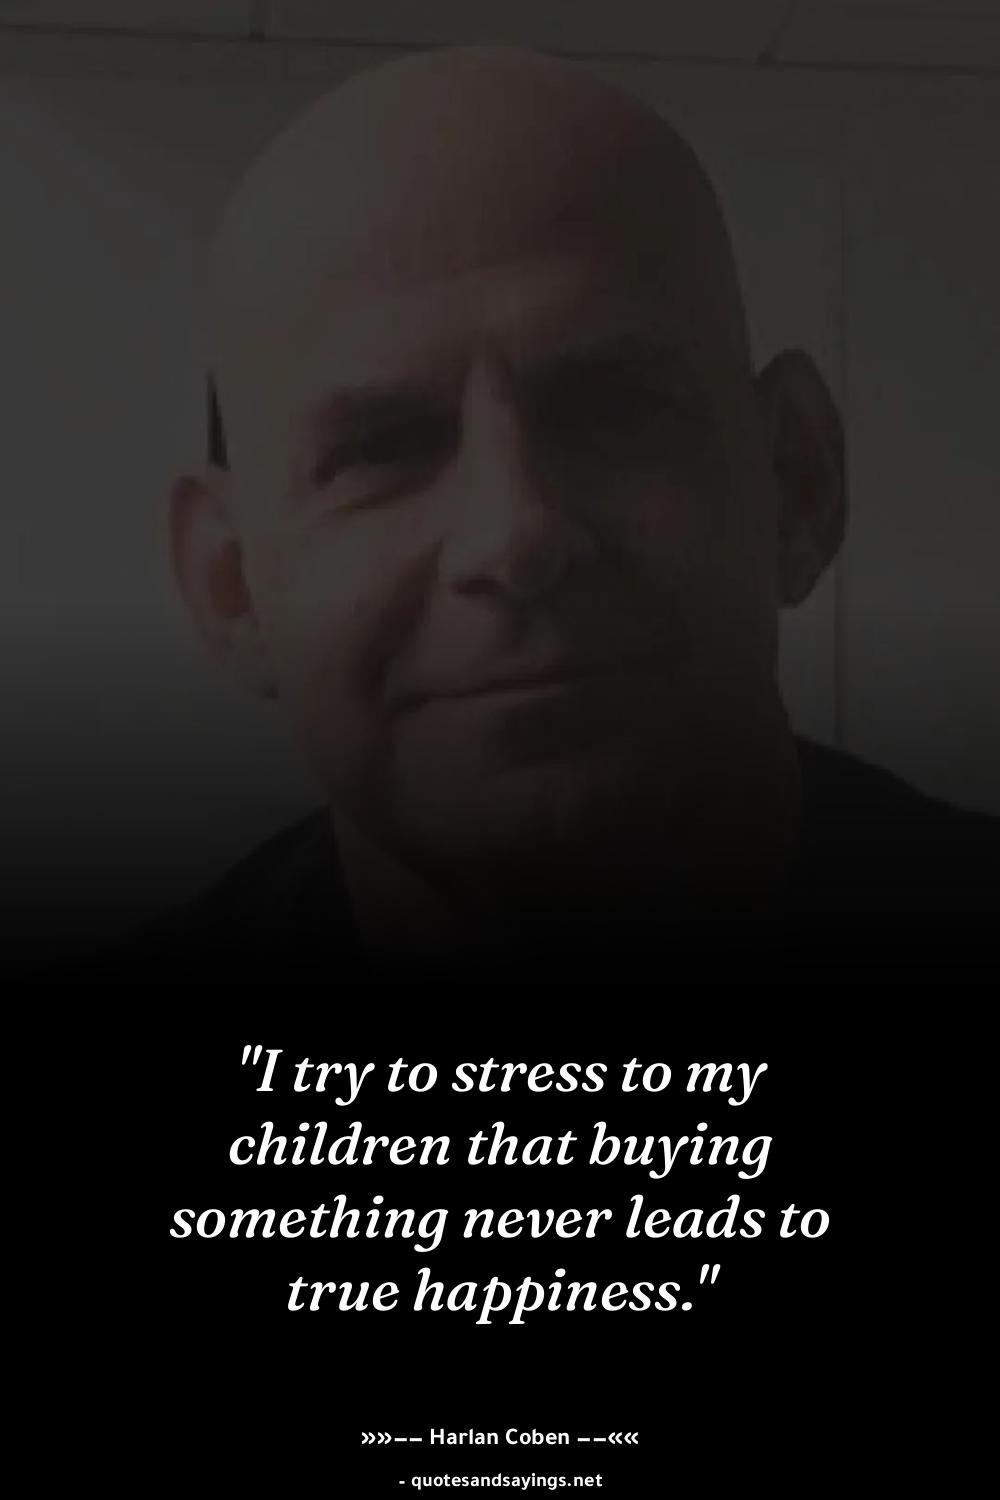 "I try to stress to my
children that buying
something never leads to
true happiness."
»»—— Harlan Coben ——««
- quotesandsayings.net